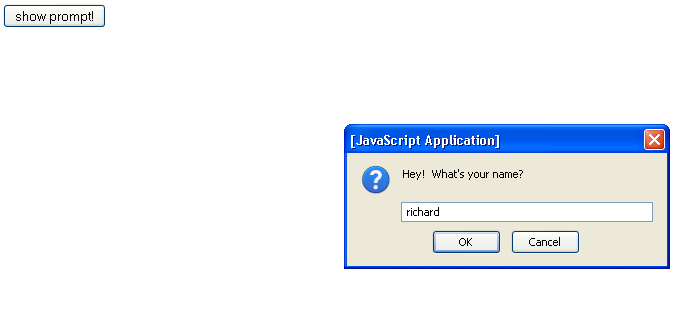 show prompt!
[JavaScript Application]
Hey!  What's your name?
richard
OK
Cancel